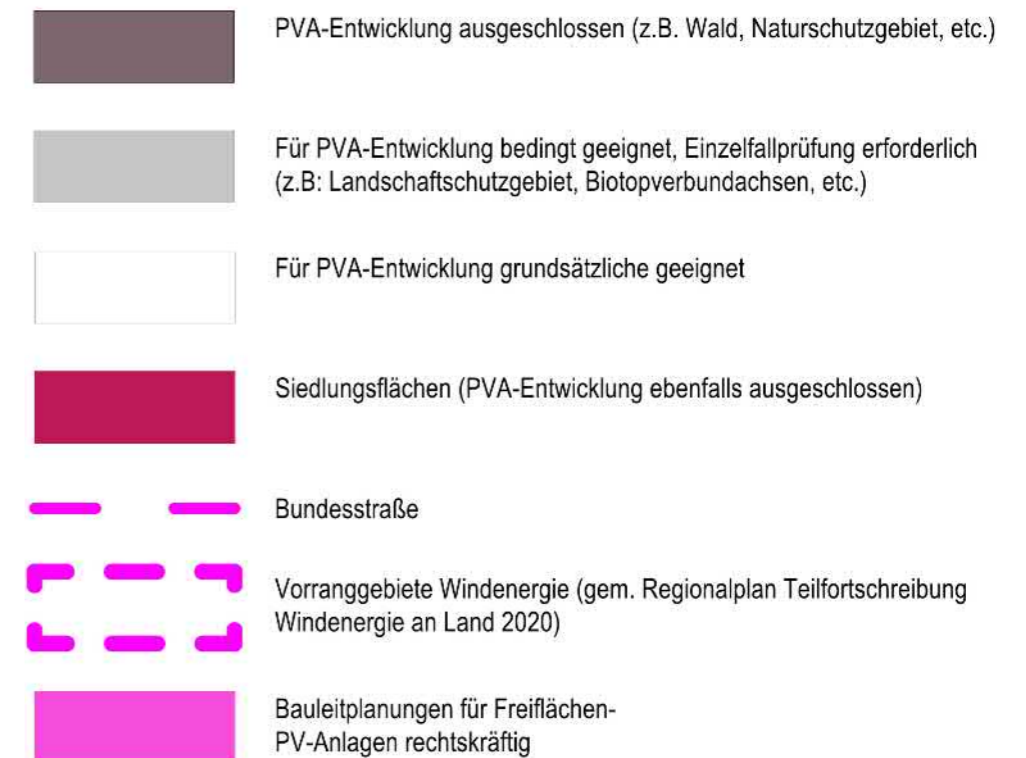 PVA-Entwicklung ausgeschlossen (z.B. Wald, Naturschutzgebiet, etc.)
Für PVA-Entwicklung bedingt geeignet, Einzelfallprüfung erforderlich
(z.B: Landschaftschutzgebiet, Biotopverbundachsen, etc.)
Für PVA-Entwicklung grundsätzliche geeignet
Siedlungsflächen (PVA-Entwicklung ebenfalls ausgeschlossen)
Bundesstraße
Vorranggebiete Windenergie (gem. Regionalplan Teilfortschreibung
Windenergie an Land 2020)
Bauleitplanungen für Freiflächen-
PV-Anlagen rechtskräftig